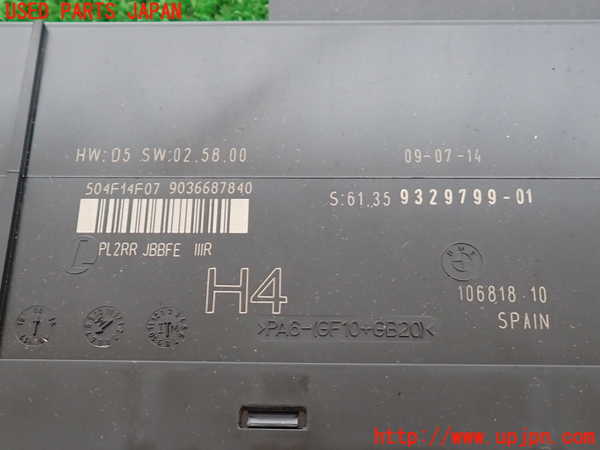 USED PARTS JAPAN
HW:D5 SW:02.58.00
09-07-14
504F14F07 9036687840
S:61.35 9329799-01
PL2RR JBBFE IIIR
H4
BMW
106818.10
SPAIN
>PA6-(GF10+GB20)<
http://www.upjpn.com